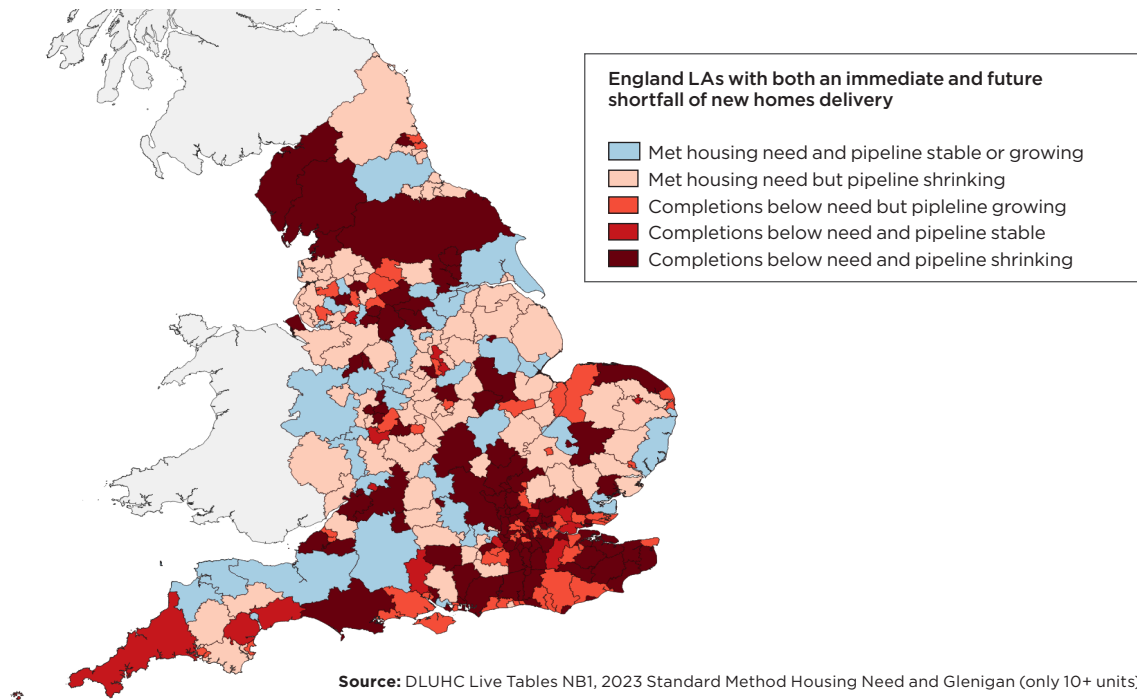 England LAs with both an immediate and future
shortfall of new homes delivery
Met housing need and pipeline stable or growing
Met housing need but pipeline shrinking
Completions below need but pipleline growing
Completions below need and pipeline stable
Completions below need and pipeline shrinking
Source: DLUHC Live Tables NB1, 2023 Standard Method Housing Need and Glenigan (only 10+ units)